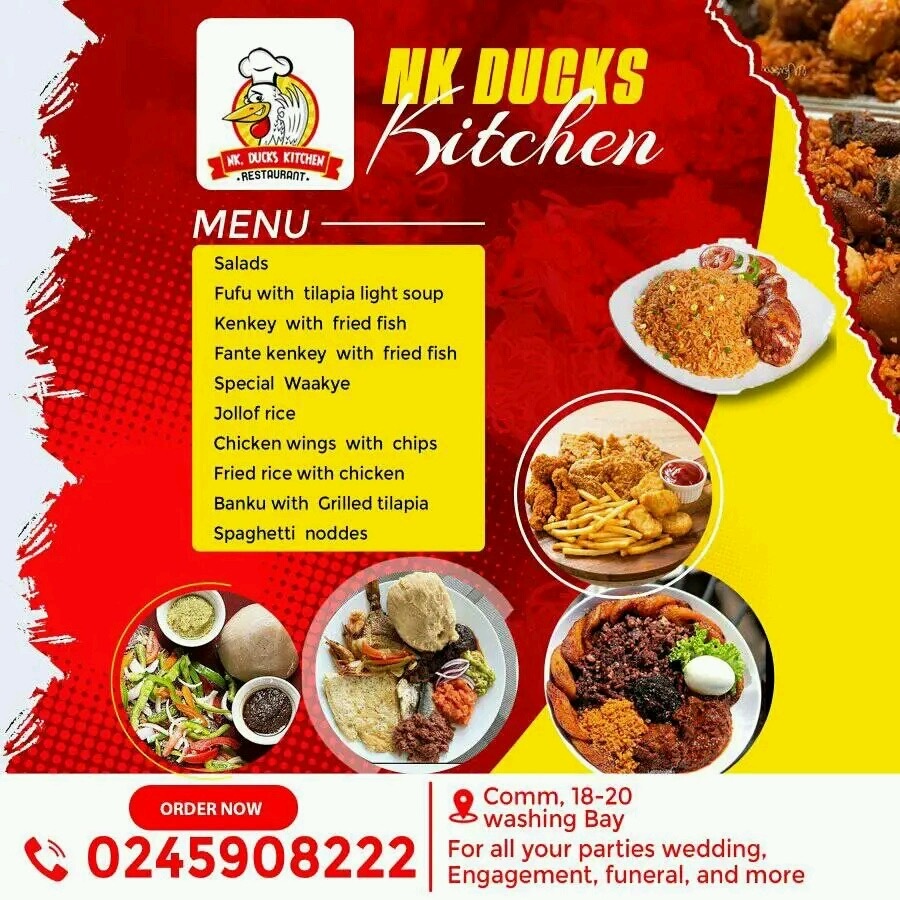 NK DUCKS
Kitchen
NK, DUCKS KITCHEN
•RESTAURANT•
MENU
Salads
Fufu with tilapia light soup
Kenkey with fried fish
Fante kenkey with fried fish
Special Waakye
Jollof rice
Chicken wings with chips
Fried rice with chicken
Banku with Grilled tilapia
Spaghetti noddes
ORDER NOW
0245908222
Comm, 18-20
washing Bay
For all your parties wedding,
Engagement, funeral, and more